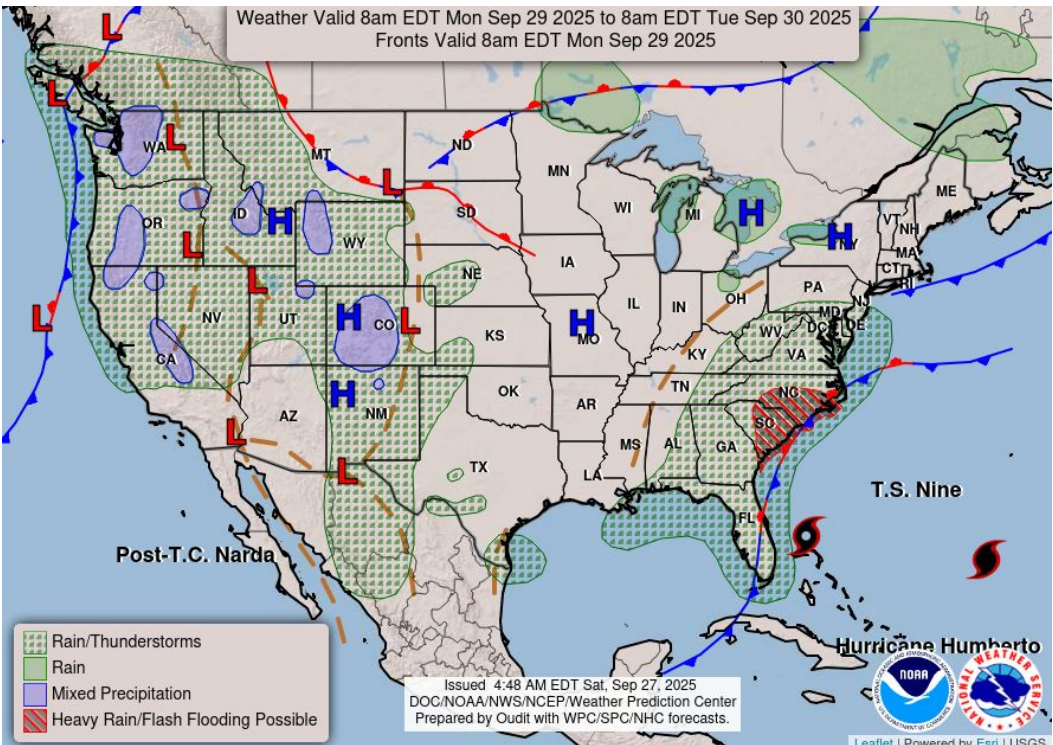 Weather Valid 8am EDT Mon Sep 29 2025 to 8am EDT Tue Sep 30 2025
Fronts Valid 8am EDT Mon Sep 29 2025
L
L
WA
L
MT
ND
MN
ME
L
OR
ID
H
WY
SD
WI
MI
H
H
NY
VT
NH
MA
CT
RI
L
L
NE
IA
PA
NJ
L
NV
UT
H
CO
L
KS
H
MO
IL
IN
OH
WV
MD
DC
DE
VA
CA
KY
H
NM
AZ
OK
AR
TN
NC
SC
L
L
TX
LA
MS
AL
GA
FL
T.S. Nine
Post-T.C. Narda
Hurricane Humberto
Rain/Thunderstorms
Rain
Mixed Precipitation
Heavy Rain/Flash Flooding Possible
Issued 4:48 AM EDT Sat, Sep 27, 2025
DOC/NOAA/NWS/NCEP/Weather Prediction Center
Prepared by Oudit with WPC/SPC/NHC forecasts.
NOAA
NATIONAL WEATHER SERVICE
Leaflet | Powered by Esri | USGS